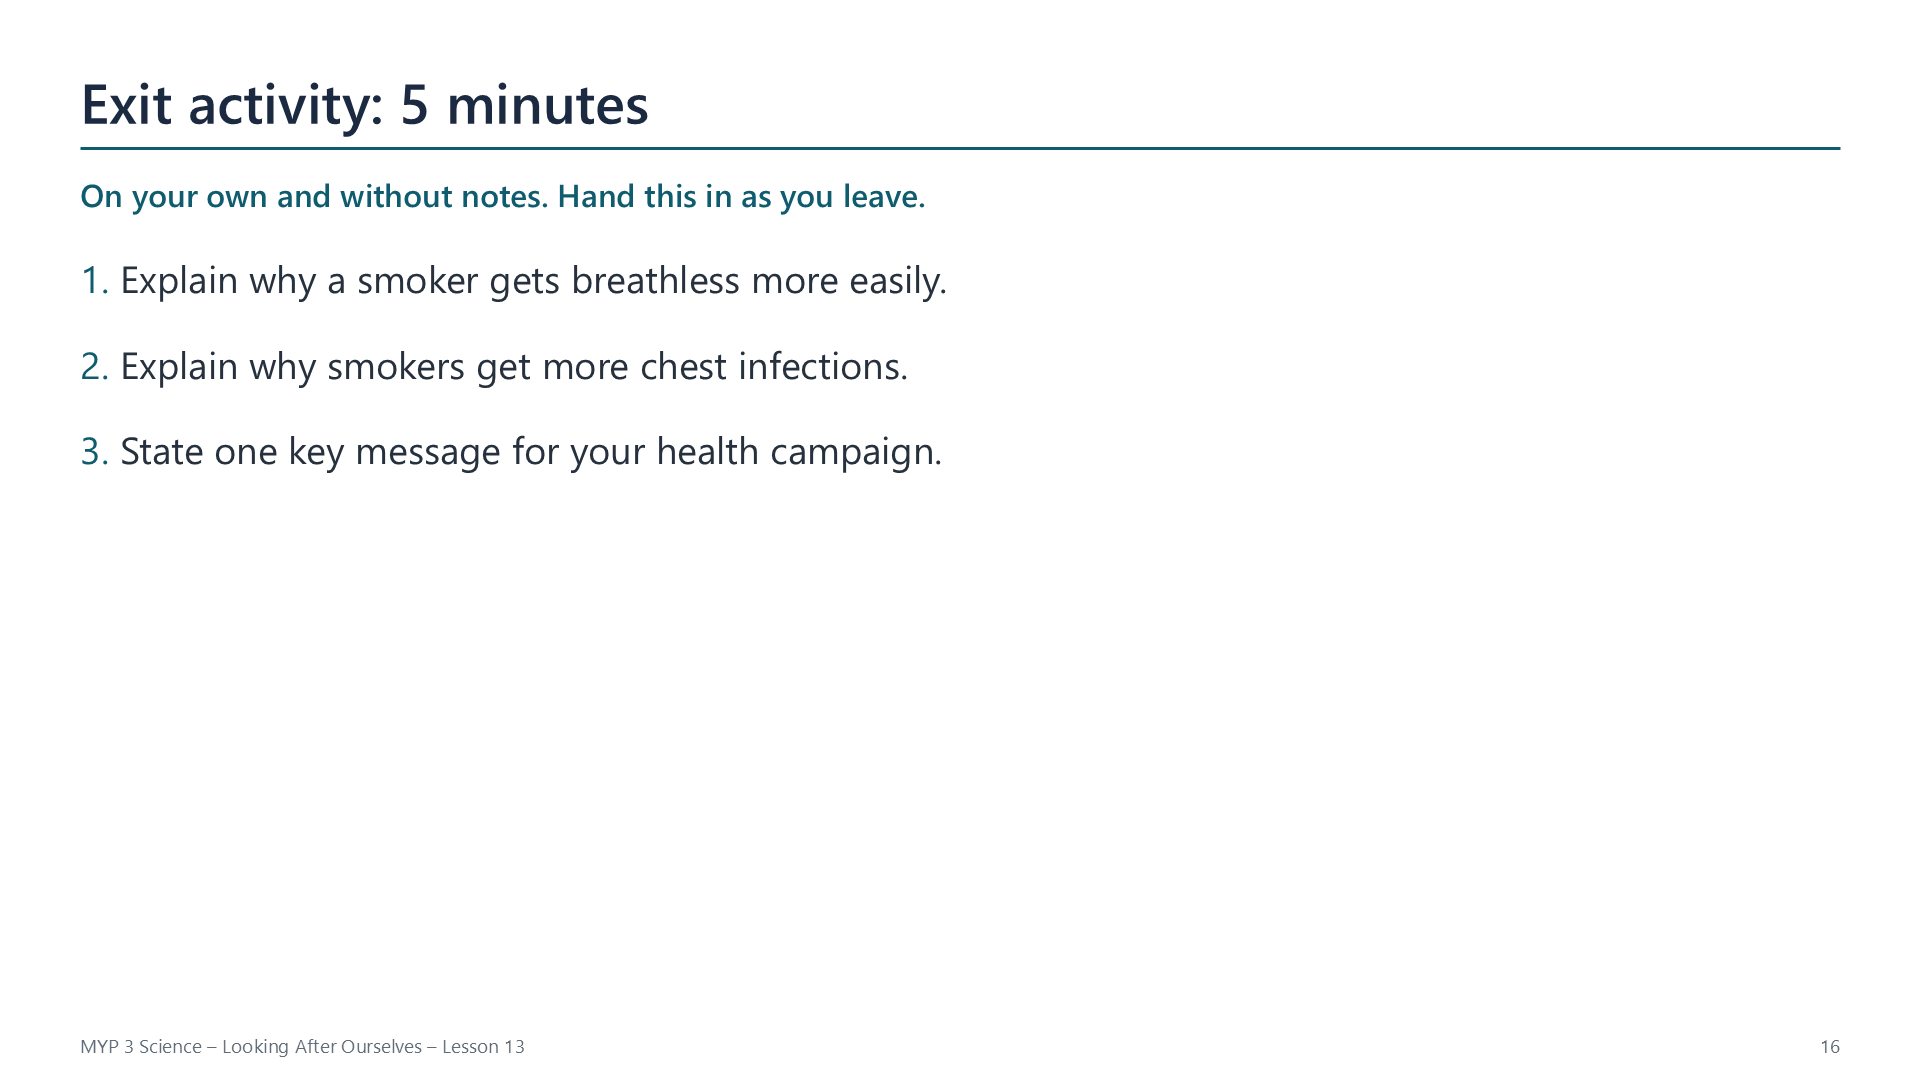 Exit activity: 5 minutes
On your own and without notes. Hand this in as you leave.
1. Explain why a smoker gets breathless more easily.
2. Explain why smokers get more chest infections.
3. State one key message for your health campaign.
MYP 3 Science – Looking After Ourselves – Lesson 13
16